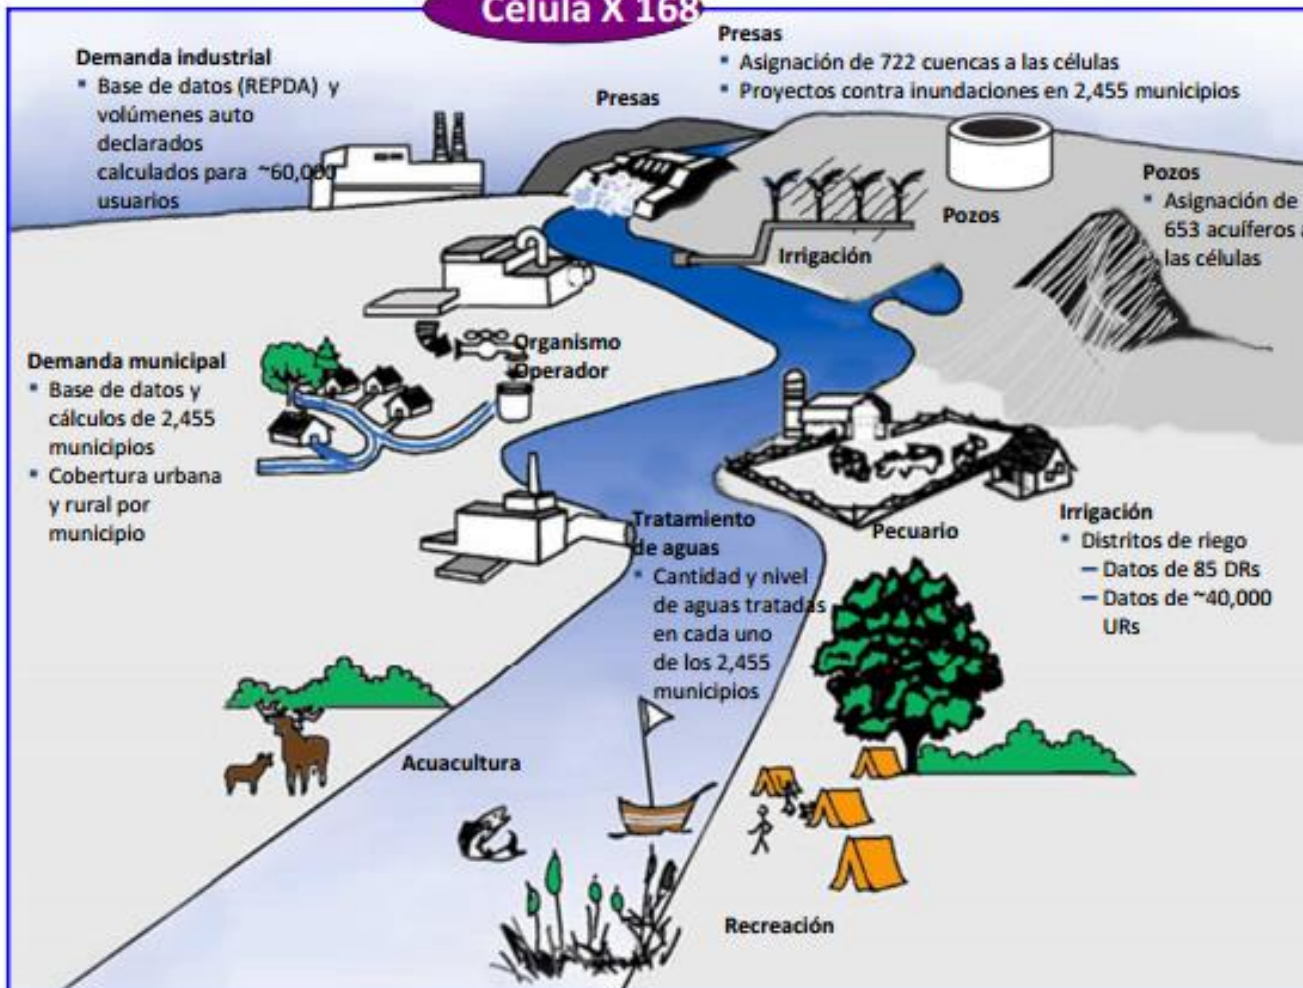 Célula X 168
Demanda industrial
Base de datos (REPDA) y
volúmenes auto
declarados
calculados para ~60,000
usuarios
Presas
Presas
Asignación de 722 cuencas a las células
Proyectos contra inundaciones en 2,455 municipios
Pozos
Pozos
Asignación de
653 acuíferos a
las células
Irrigación
Organismo
Operador
Demanda municipal
Base de datos y
cálculos de 2,455
municipios
Cobertura urbana
y rural por
municipio
Tratamiento
de aguas
Cantidad y nivel
de aguas tratadas
en cada uno
de los 2,455
municipios
Pecuario
Irrigación
Distritos de riego
– Datos de 85 DRs
– Datos de ~40,000
URs
Acuacultura
Recreación